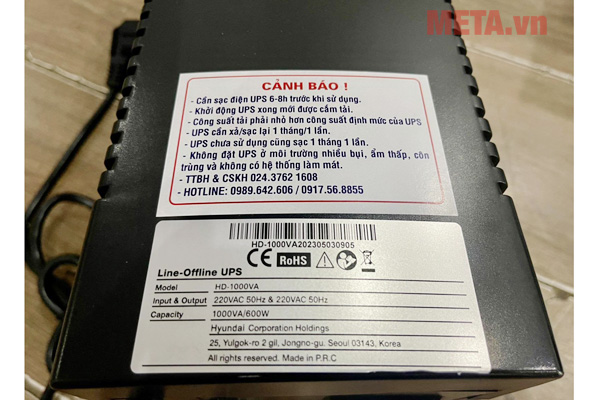 META.vn
CẢNH BÁO !
- Cần sạc điện UPS 6-8h trước khi sử dụng.
- Khởi động UPS xong mới được cắm tải.
- Công suất tải phải nhỏ hơn công suất định mức của UPS
- UPS cần xả/sạc lại 1 tháng/1 lần.
- UPS chưa sử dụng cũng sạc 1 tháng 1 lần.
- Không đặt UPS ở môi trường nhiều bụi, ẩm thấp, côn
trùng và không có hệ thống làm mát.
- TTBH & CSKH 024.3762 1608
- HOTLINE: 0989.642.606 / 0917.56.8855
HD-1000VA202305030905
CE RoHS
Line-Offline UPS
Model HD-1000VA
Input & Output 220VAC 50Hz & 220VAC 50Hz
Capacity 1000VA/600W
Hyundai Corporation Holdings
25, Yulgok-ro 2 gil, Jongno-gu. Seoul 03143, Korea
All rights reserved. Made in P.R.C